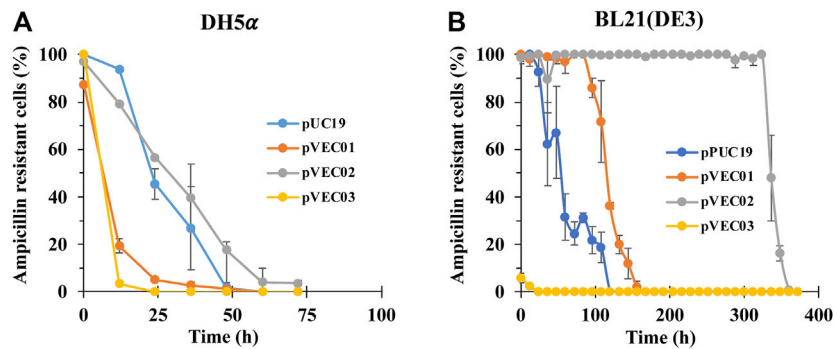 A
DH5α
Ampicillin resistant cells (%)
100
80
60
40
20
0
0
25
50
75
100
Time (h)
pUC19
pVEC01
pVEC02
pVEC03
B
BL21(DE3)
Ampicillin resistant cells (%)
100
80
60
40
20
0
0
100
200
300
400
Time (h)
pPUC19
pVEC01
pVEC02
pVEC03